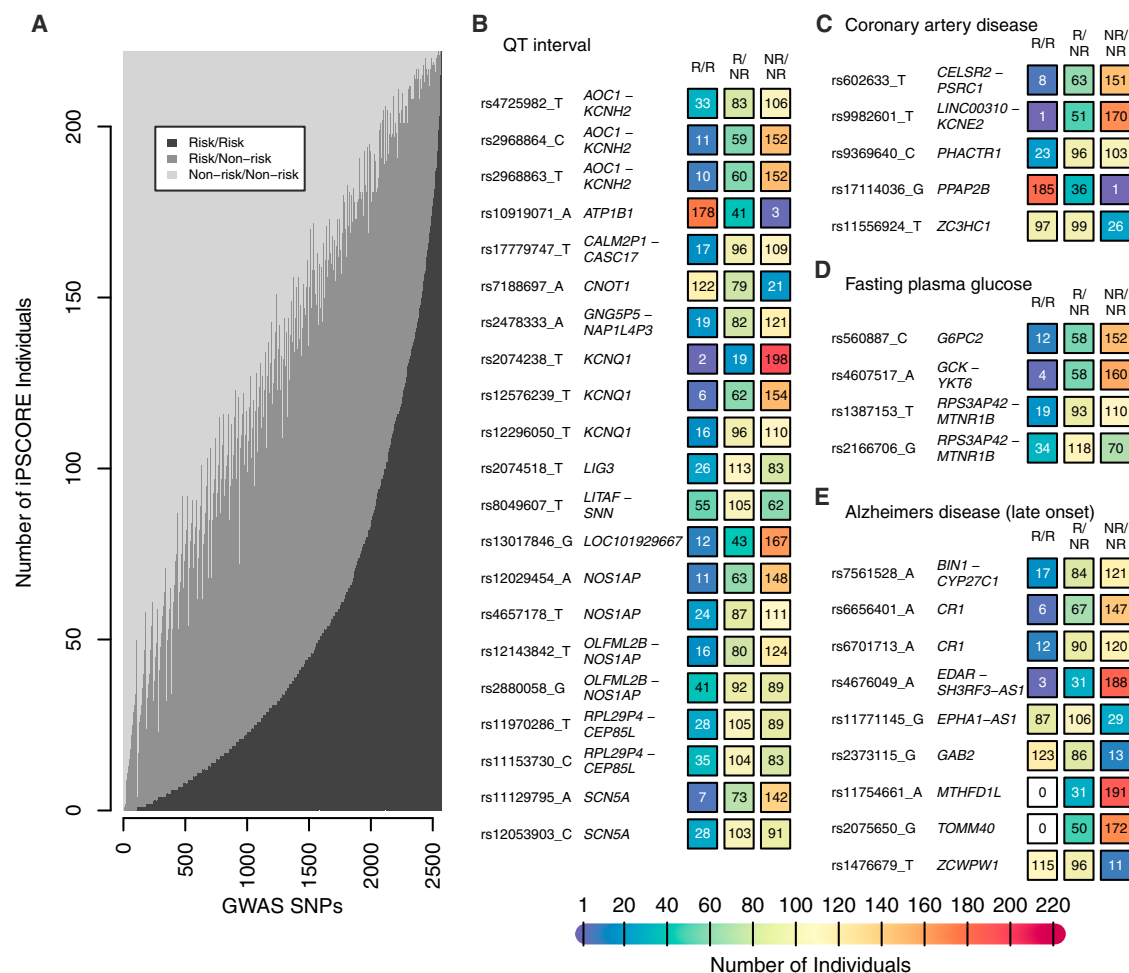 A
Number of iPSCORE Individuals
0
50
100
150
200
Risk/Risk
Risk/Non−risk
Non−risk/Non−risk
0
500
1000
1500
2000
2500
GWAS SNPs
B
QT interval
R/R R/NR NR/NR
rs4725982_T AOC1 − KCNH2 33 83 106
rs2968864_C AOC1 − KCNH2 11 59 152
rs2968863_T AOC1 − KCNH2 10 60 152
rs10919071_A ATP1B1 178 41 3
rs17779747_T CALM2P1 − CASC17 17 96 109
rs7188697_A CNOT1 122 79 21
rs2478333_A GNG5P5 − NAP1L4P3 19 82 121
rs2074238_T KCNQ1 2 19 198
rs12576239_T KCNQ1 6 62 154
rs12296050_T KCNQ1 16 96 110
rs2074518_T LIG3 26 113 83
rs8049607_T LITAF − SNN 55 105 62
rs13017846_G LOC101929667 12 43 167
rs12029454_A NOS1AP 11 63 148
rs4657178_T NOS1AP 24 87 111
rs12143842_T OLFML2B − NOS1AP 16 80 124
rs2880058_G OLFML2B − NOS1AP 41 92 89
rs11970286_T RPL29P4 − CEP85L 28 105 89
rs11153730_C RPL29P4 − CEP85L 35 104 83
rs11129795_A SCN5A 7 73 142
rs12053903_C SCN5A 28 103 91
C
Coronary artery disease
R/R R/NR NR/NR
rs602633_T CELSR2 − PSRC1 8 63 151
rs9982601_T LINC00310 − KCNE2 1 51 170
rs9369640_C PHACTR1 23 96 103
rs17114036_G PPAP2B 185 36 1
rs11556924_T ZC3HC1 97 99 26
D
Fasting plasma glucose
R/R R/NR NR/NR
rs560887_C G6PC2 12 58 152
rs4607517_A GCK − YKT6 4 58 160
rs1387153_T RPS3AP42 − MTNR1B 19 93 110
rs2166706_G RPS3AP42 − MTNR1B 34 118 70
E
Alzheimers disease (late onset)
R/R R/NR NR/NR
rs7561528_A BIN1 − CYP27C1 17 84 121
rs6656401_A CR1 6 67 147
rs6701713_A CR1 12 90 120
rs4676049_A EDAR − SH3RF3−AS1 3 31 188
rs11771145_G EPHA1−AS1 87 106 29
rs2373115_G GAB2 123 86 13
rs11754661_A MTHFD1L 0 31 191
rs2075650_G TOMM40 0 50 172
rs1476679_T ZCWPW1 115 96 11
1 20 40 60 80 100 120 140 160 180 200 220
Number of Individuals